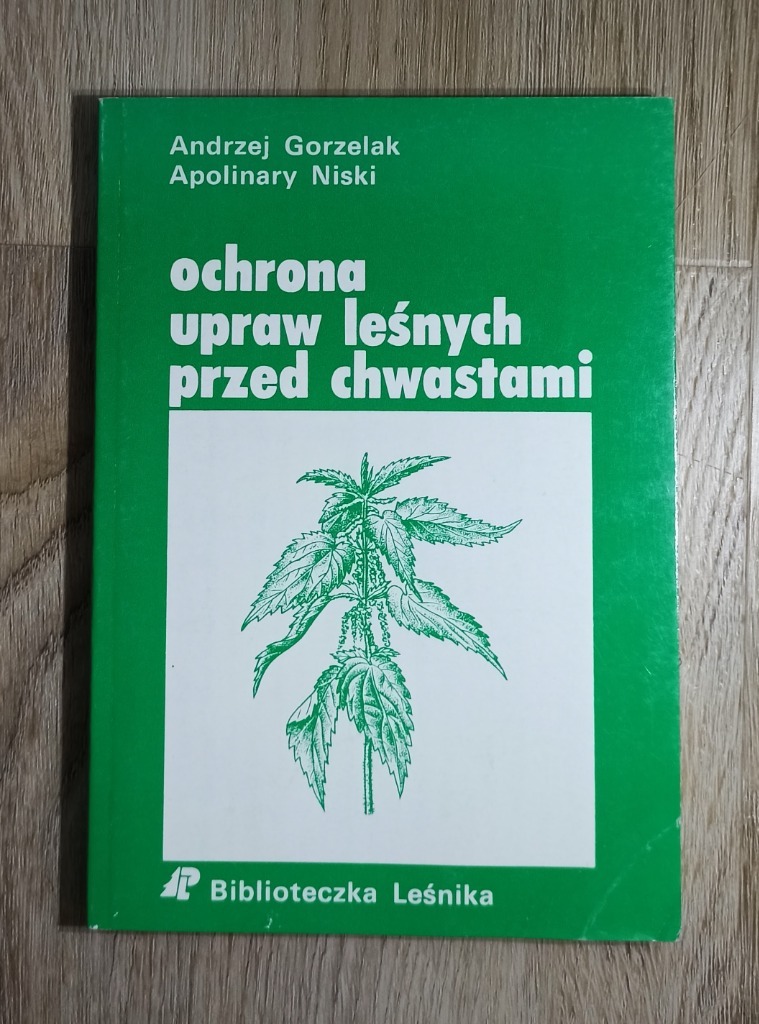 Andrzej Gorzelak
Apolinary Niski
ochrona
upraw leśnych
przed chwastami
Biblioteczka Leśnika